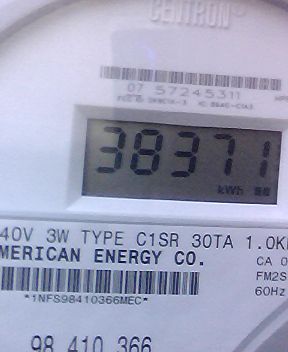 CENTRON®
07 57245311
38371
kWh
40V 3W TYPE C1SR 30TA 1.0K
MERICAN ENERGY CO.
CA 0
FM2S
60Hz
*1NFS98410366MEC*
98 410 366